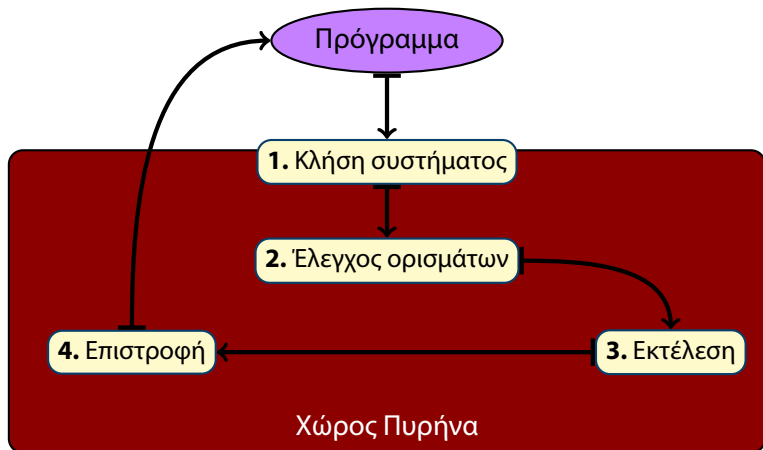 Πρόγραμμα
1. Κλήση συστήματος
2. Έλεγχος ορισμάτων
3. Εκτέλεση
4. Επιστροφή
Χώρος Πυρήνα